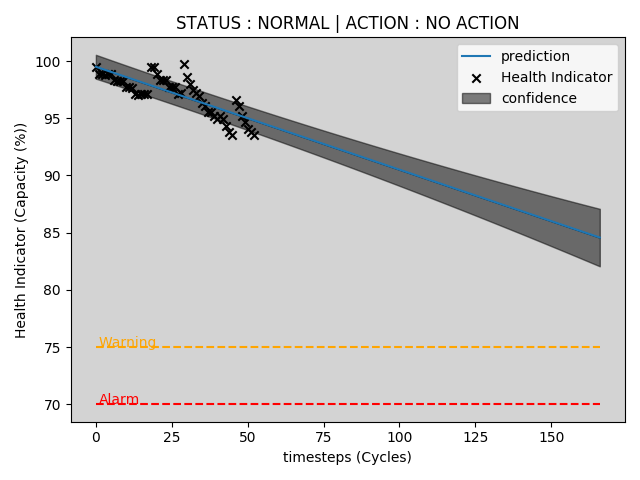 STATUS : NORMAL | ACTION : NO ACTION
prediction
Health Indicator
confidence
Health Indicator (Capacity (%))
100
95
90
85
80
75
70
Warning
Alarm
0
25
50
75
100
125
150
timesteps (Cycles)